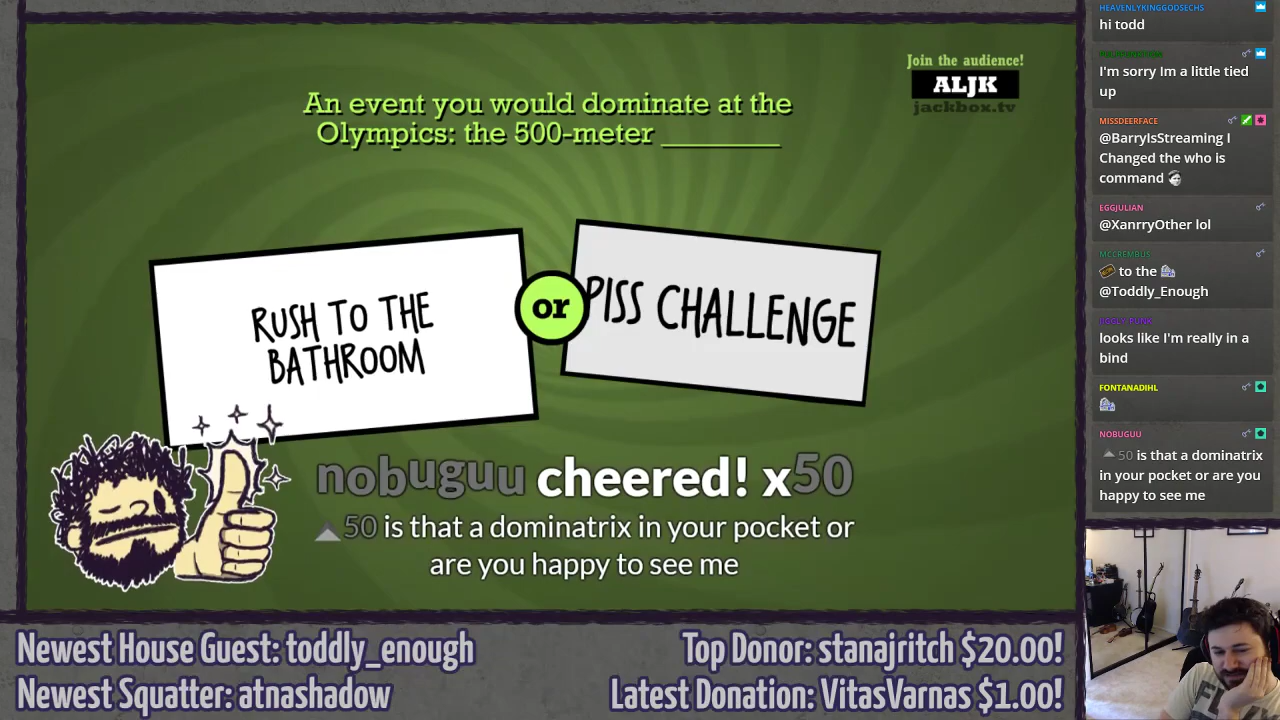 An event you would dominate at the
Olympics: the 500-meter ________
Join the audience!
ALJK
jackbox.tv
RUSH TO THE
BATHROOM
or
PISS CHALLENGE
nobuguu cheered! x50
50 is that a dominatrix in your pocket or
are you happy to see me
Newest House Guest: toddly_enough
Newest Squatter: atnashadow
Top Donor: stanajritch $20.00!
Latest Donation: VitasVarnas $1.00!
HEAVENLYKINGGODSECHS
hi todd
I'm sorry Im a little tied
up
MISSDEERFACE
@BarryIsStreaming I
Changed the who is
command
EGGJULIAN
@XanrryOther lol
MCCREMBUS
to the
@Toddly_Enough
looks like I'm really in a
bind
FONTANADIHL
NOBUGUU
50 is that a dominatrix
in your pocket or are you
happy to see me